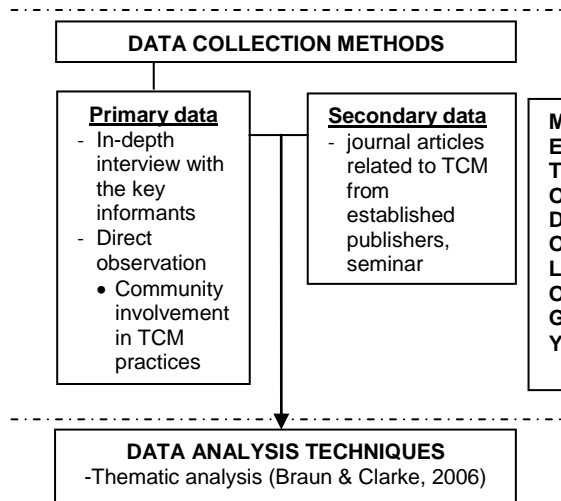 DATA COLLECTION METHODS
Primary data
- In-depth
interview with
the key
informants
- Direct
observation
• Community
involvement
in TCM
practices
Secondary data
- journal articles
related to TCM
from
established
publishers,
seminar
M
E
T
O
D
O
L
O
G
Y
DATA ANALYSIS TECHNIQUES
-Thematic analysis (Braun & Clarke, 2006)